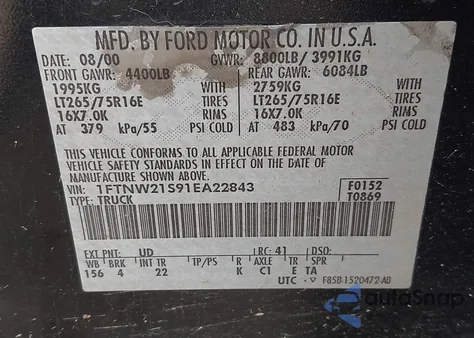 MFD. BY FORD MOTOR CO. IN U.S.A.
DATE: 08/00 GVWR: 8800LB/ 3991KG
FRONT GAWR: 4400LB REAR GAWR: 6084LB
1995KG WITH 2759KG WITH
LT265/75R16E TIRES LT265/75R16E TIRES
16X7.0K RIMS 16X7.0K RIMS
AT 379 kPa/55 PSI COLD AT 483 kPa/70 PSI COLD
THIS VEHICLE CONFORMS TO ALL APPLICABLE FEDERAL MOTOR
VEHICLE SAFETY STANDARDS IN EFFECT ON THE DATE OF
MANUFACTURE SHOWN ABOVE.
VIN: 1FTNW21S91EA22843 F0152
TYPE: TRUCK T0869
EXT PNT: UD RC: 41 DSO:
WB BRK INT TR TP/PS R AXLE TR S
156 4 22 K C1 E TA
UTC F85B-1520472-AB
autoSnap